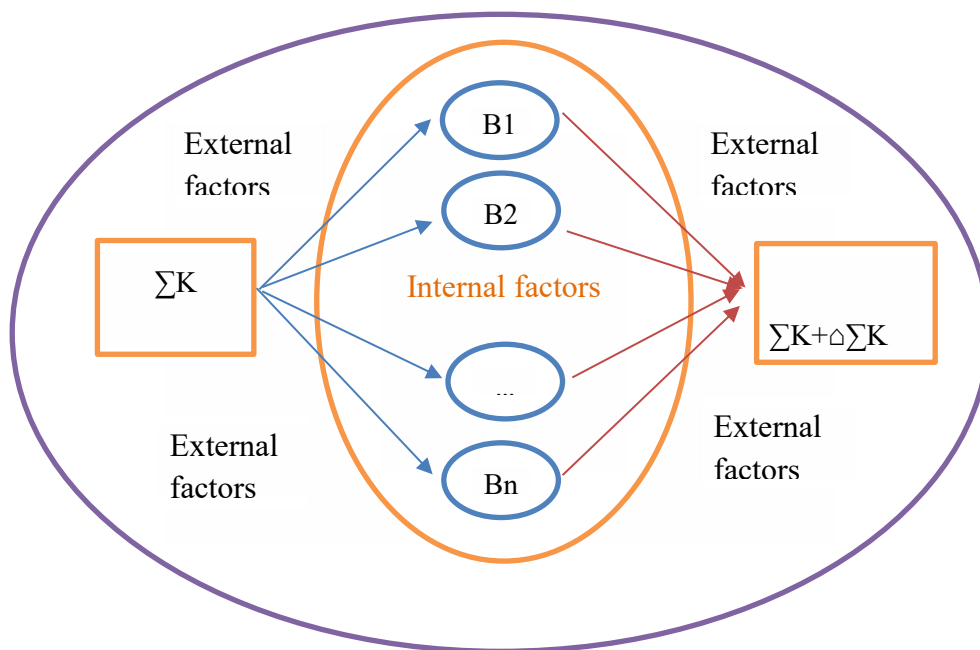 B1
External
factors
External
factors
B2
∑K
Internal factors
∑K+⌂∑K
...
External
factors
External
factors
Bn